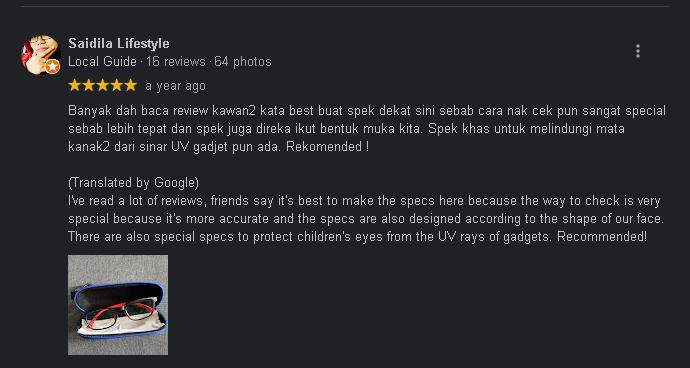 Saidila Lifestyle
Local Guide · 16 reviews · 64 photos
a year ago
Banyak dah baca review kawan2 kata best buat spek dekat sini sebab cara nak cek pun sangat special
sebab lebih tepat dan spek juga direka ikut bentuk muka kita. Spek khas untuk melindungi mata
kanak2 dari sinar UV gadjet pun ada. Rekomended !
(Translated by Google)
I've read a lot of reviews, friends say it's best to make the specs here because the way to check is very
special because it's more accurate and the specs are also designed according to the shape of our face.
There are also special specs to protect children's eyes from the UV rays of gadgets. Recommended!